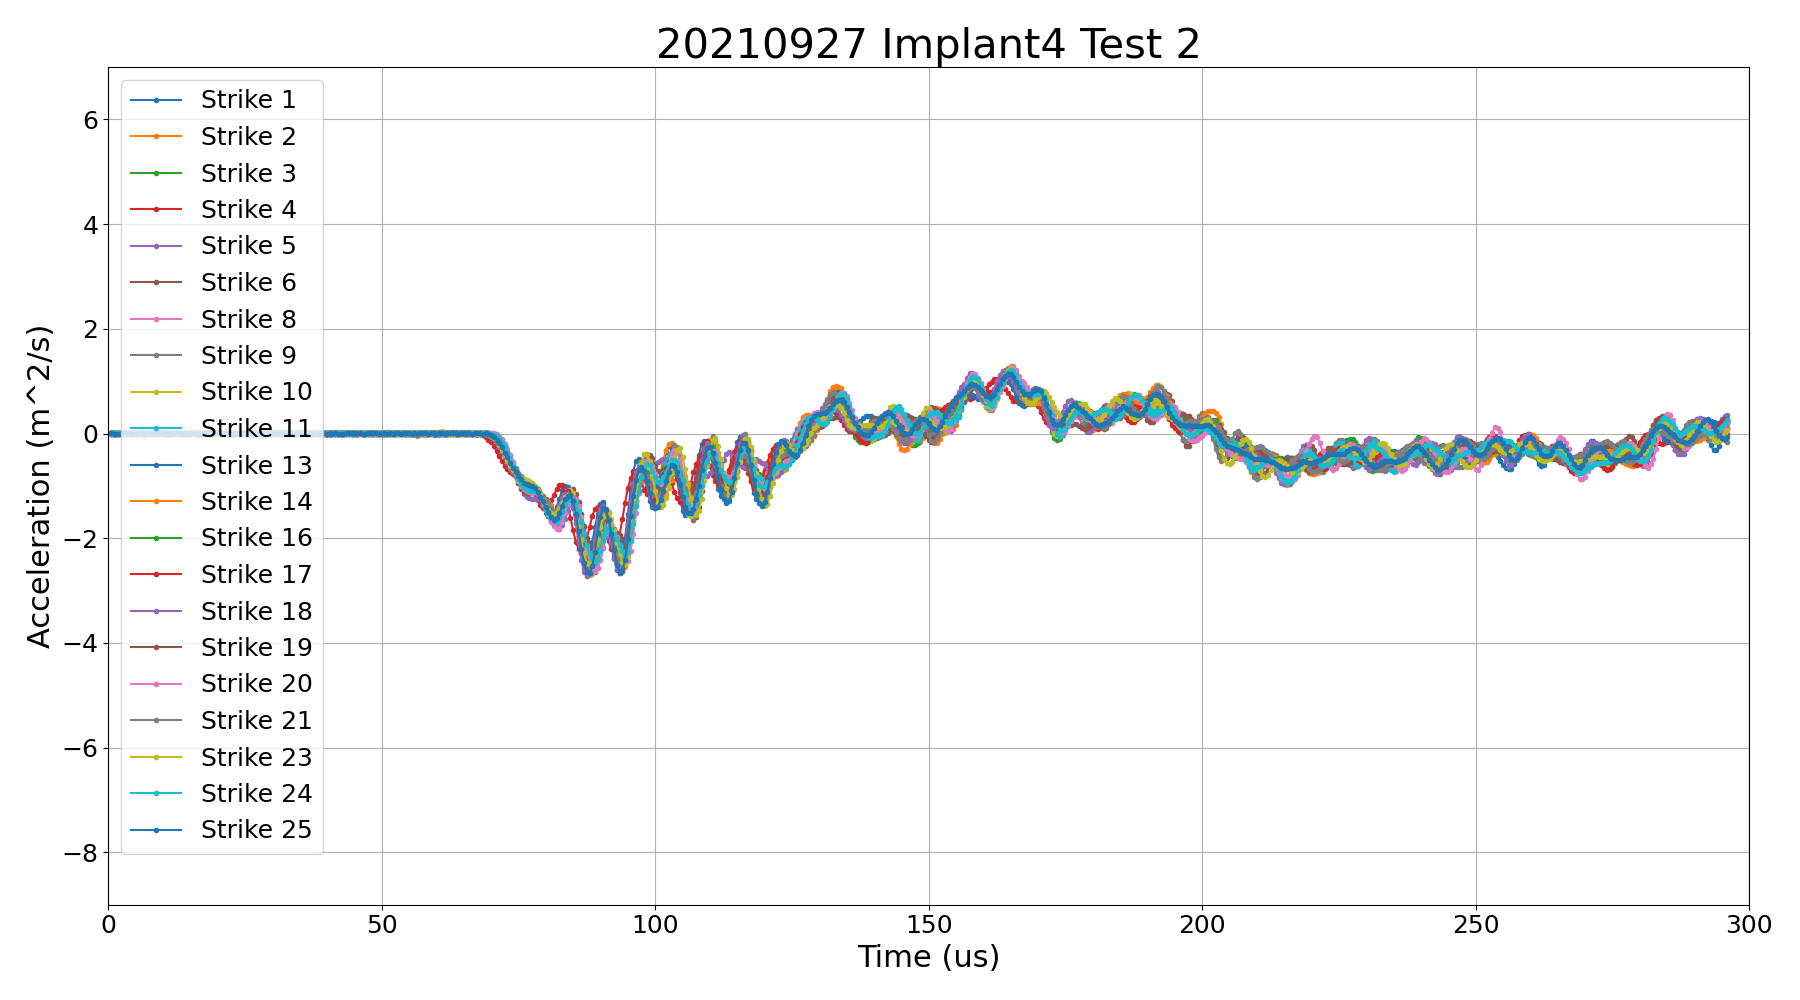 20210927 Implant4 Test 2
Strike 1
Strike 2
Strike 3
Strike 4
Strike 5
Strike 6
Strike 8
Strike 9
Strike 10
Strike 11
Strike 13
Strike 14
Strike 16
Strike 17
Strike 18
Strike 19
Strike 20
Strike 21
Strike 23
Strike 24
Strike 25
Acceleration (m^2/s)
6
4
2
0
−2
−4
−6
−8
0 50 100 150 200 250 300
Time (us)